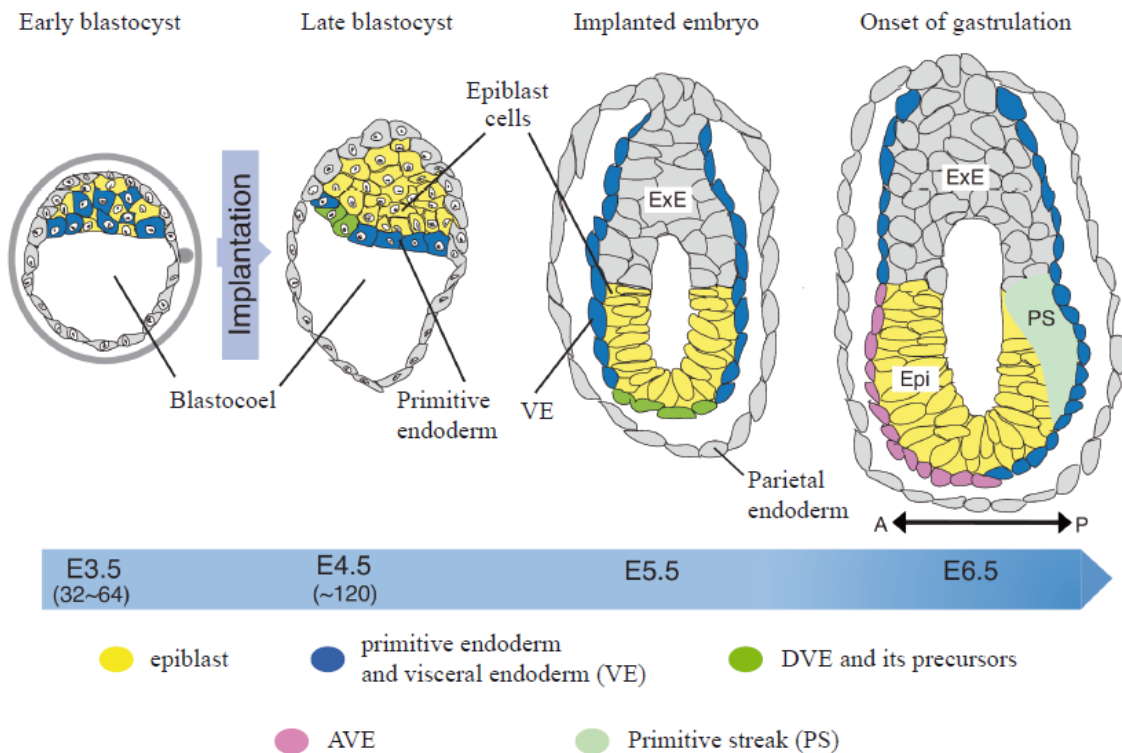 Early blastocyst
Late blastocyst
Implanted embryo
Onset of gastrulation
Epiblast
cells
Implantation
ExE
ExE
PS
Epi
Blastocoel
Primitive
endoderm
VE
Parietal
endoderm
A
P
E3.5
(32~64)
E4.5
(~120)
E5.5
E6.5
epiblast
primitive endoderm
and visceral endoderm (VE)
DVE and its precursors
AVE
Primitive streak (PS)